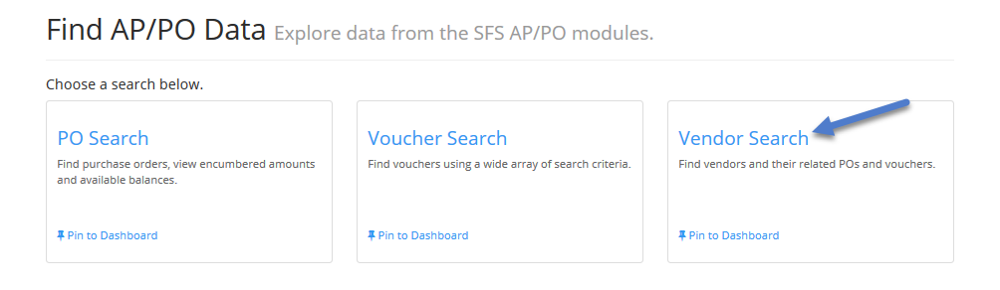 Find AP/PO Data Explore data from the SFS AP/PO modules.
Choose a search below.
PO Search
Find purchase orders, view encumbered amounts
and available balances.
Pin to Dashboard
Voucher Search
Find vouchers using a wide array of search criteria.
Pin to Dashboard
Vendor Search
Find vendors and their related POs and vouchers.
Pin to Dashboard